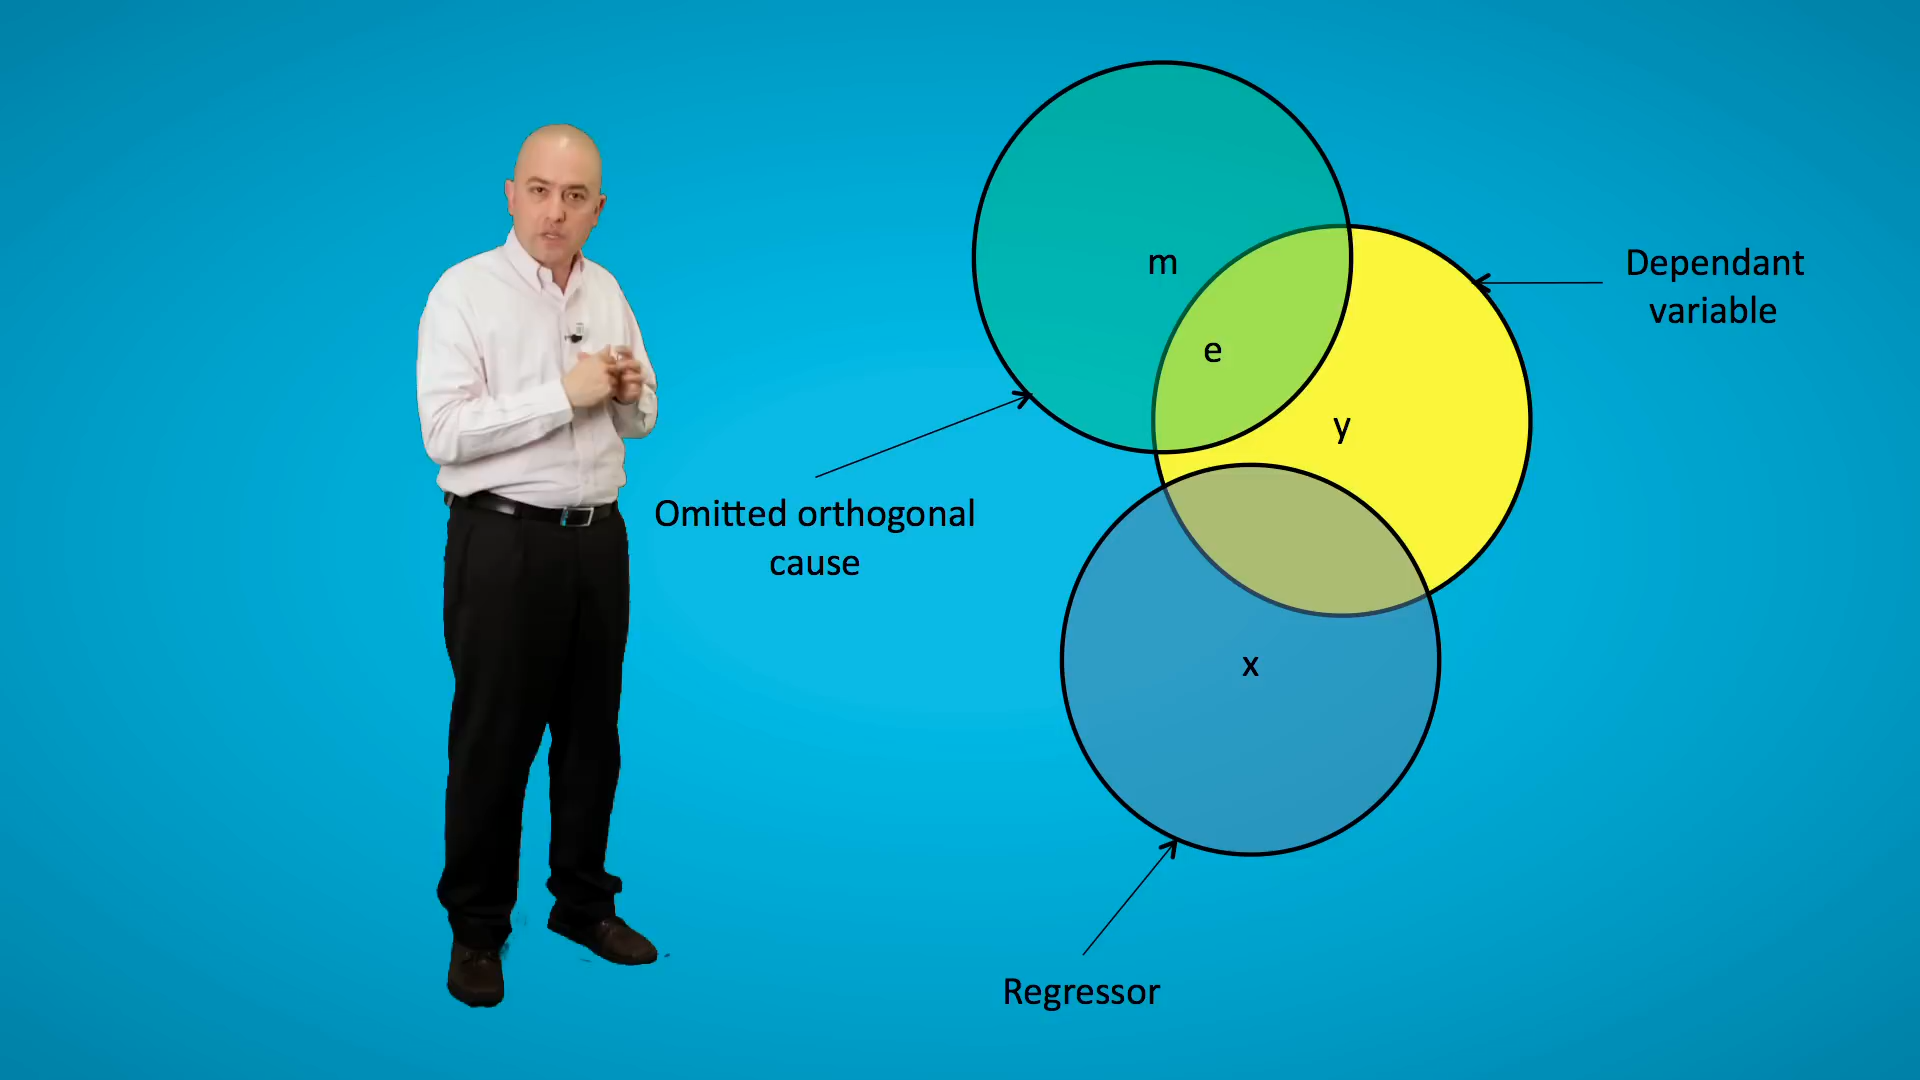 m
Dependant
variable
e
y
Omitted orthogonal
cause
x
Regressor